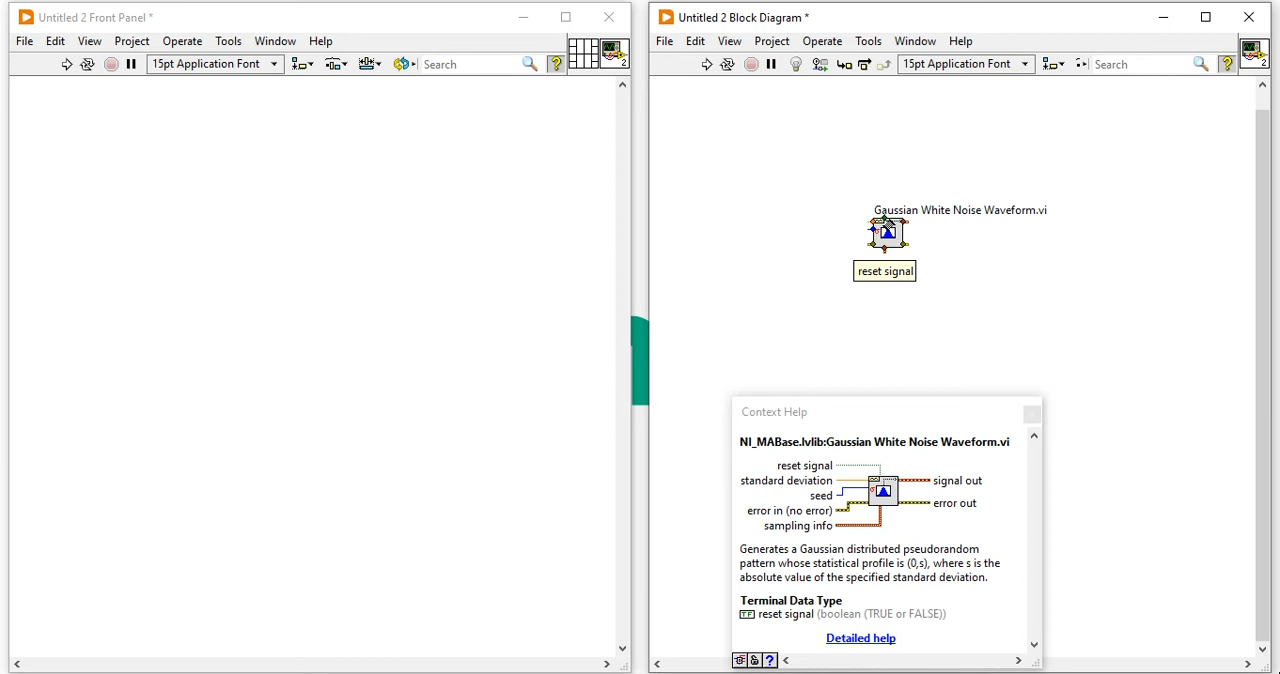 Untitled 2 Front Panel *
File Edit View Project Operate Tools Window Help
15pt Application Font
Search
?
2
Untitled 2 Block Diagram *
File Edit View Project Operate Tools Window Help
15pt Application Font
Search
?
2
Gaussian White Noise Waveform.vi
reset signal
Context Help
NI_MABase.lvlib:Gaussian White Noise Waveform.vi
reset signal
standard deviation
seed
error in (no error)
sampling info
signal out
error out
Generates a Gaussian distributed pseudorandom
pattern whose statistical profile is (0,s), where s is the
absolute value of the specified standard deviation.
Terminal Data Type
TF reset signal (boolean (TRUE or FALSE))
Detailed help
?